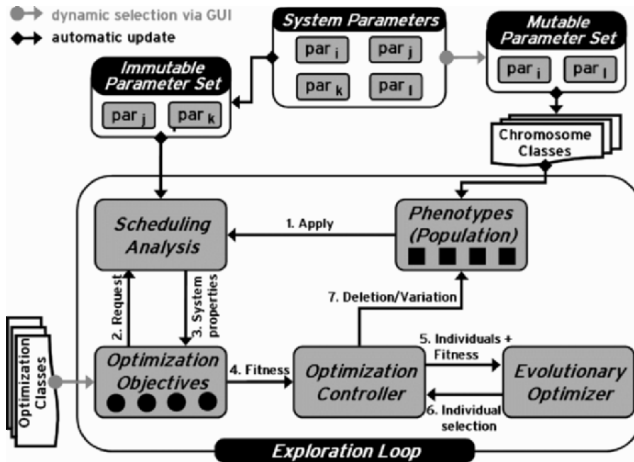 dynamic selection via GUI
automatic update
System Parameters
par i
par j
par k
par l
Mutable
Parameter Set
par i
par l
Immutable
Parameter Set
par j
par k
Chromosome
Classes
Scheduling
Analysis
1. Apply
Phenotypes
(Population)
2. Request
3. System
properties
7. Deletion/Variation
Optimization
Classes
Optimization
Objectives
4. Fitness
Optimization
Controller
5. Individuals +
Fitness
6. Individual
selection
Evolutionary
Optimizer
Exploration Loop